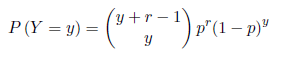 P (Y = y) = \binom{y + r − 1}{y} p^r (1 − p)^y